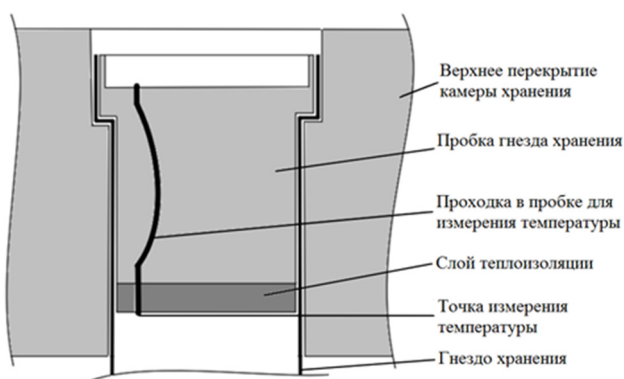 Верхнее перекрытие
камеры хранения
Пробка гнезда хранения
Проходка в пробке для
измерения температуры
Слой теплоизоляции
Точка измерения
температуры
Гнездо хранения